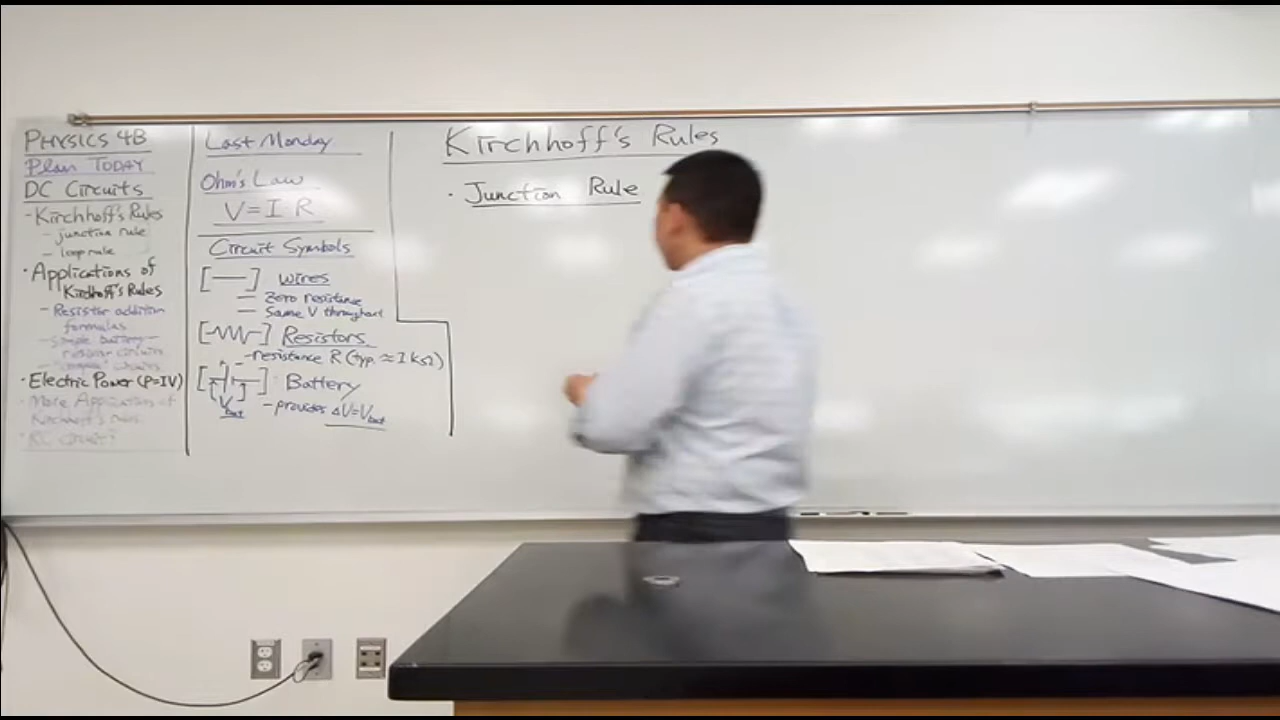 PHYSICS 4B
Plan TODAY
DC Circuits
- Kirchhoff's Rules
- junction rule
- loop rule
• Applications of
Kirchhoff's Rules
- Resistor addition
formulas
- Simple battery-
resistor circuits
- "complex" circuits
• Electric Power (P=IV)
• More Applications of
Kirchhoff's rules
• RC circuit
Last Monday
Ohm's Law
V = I·R
Circuit Symbols
[—] wires
— Zero resistance
— Same V throughout
Resistors
- resistance R (typ. ≈ 1 kΩ)
- + Battery
V_bat - provides ΔV=V_bat
Kirchhoff's Rules
• Junction Rule